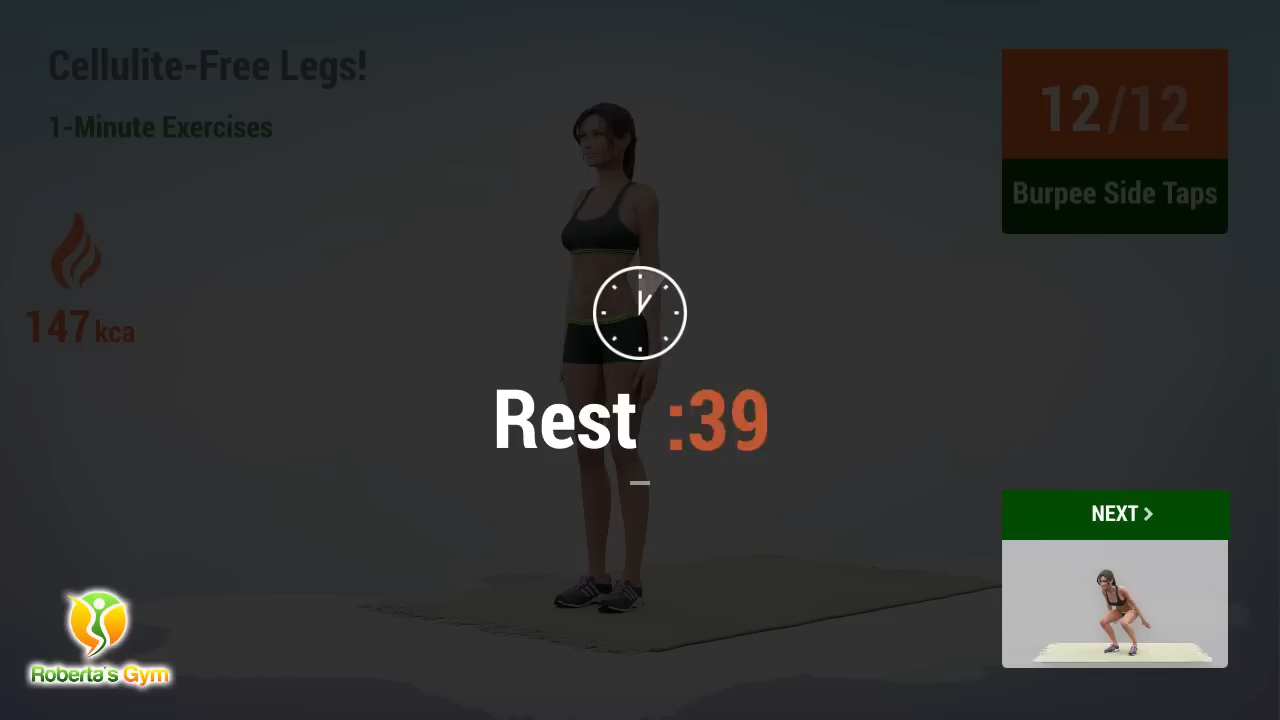 Cellulite-Free Legs!
1-Minute Exercises
12/12
Burpee Side Taps
147 kca
Rest :39
NEXT >
Roberta's Gym